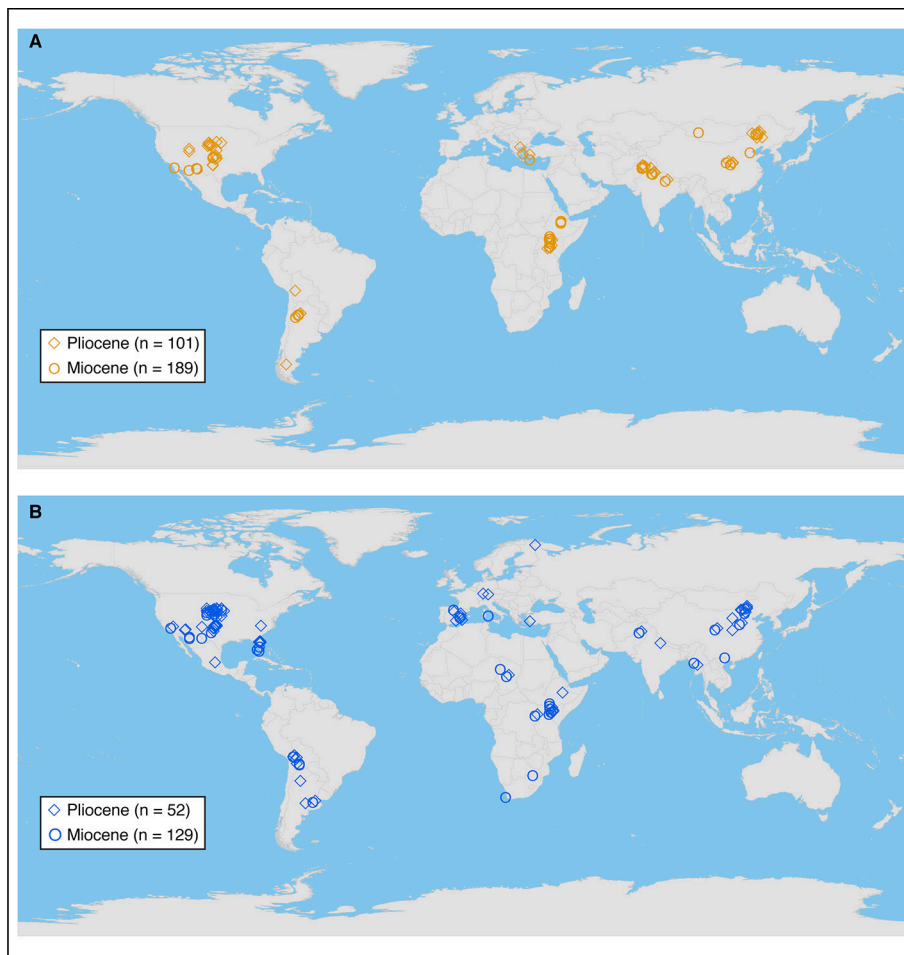 A
Pliocene (n = 101)
Miocene (n = 189)
B
Pliocene (n = 52)
Miocene (n = 129)